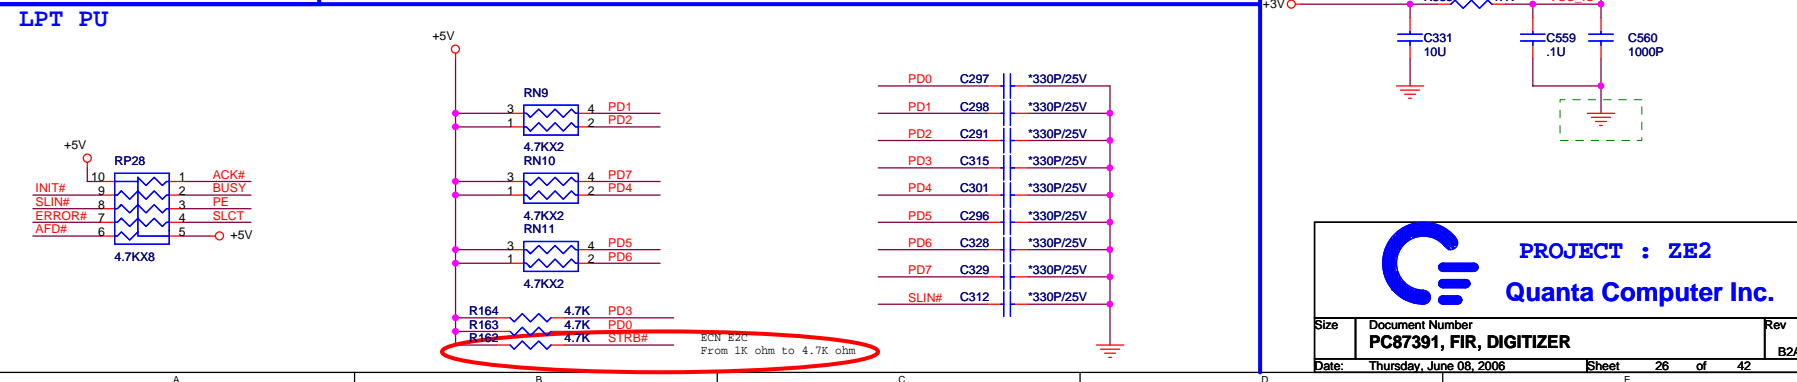 LPT PU
+5V
RN9
3 4 PD1
1 2 PD2
4.7KX2
RN10
3 4 PD7
1 2 PD4
4.7KX2
RN11
3 4 PD5
1 2 PD6
4.7KX2
R164 4.7K PD3
R163 4.7K PD0
R162 4.7K STRB#
ECN E2C
From 1K ohm to 4.7K ohm
+5V
RP28
10 1 ACK#
INIT# 9 2 BUSY
SLIN# 8 3 PE
ERROR# 7 4 SLCT
AFD# 6 5 +5V
4.7KX8
PD0 C297 *330P/25V
PD1 C298 *330P/25V
PD2 C291 *330P/25V
PD3 C315 *330P/25V
PD4 C301 *330P/25V
PD5 C296 *330P/25V
PD6 C328 *330P/25V
PD7 C329 *330P/25V
SLIN# C312 *330P/25V
+3V
C331
10U
C559
.1U
C560
1000P
PROJECT : ZE2
Quanta Computer Inc.
Size Document Number Rev
PC87391, FIR, DIGITIZER B2A
Date: Thursday, June 08, 2006 Sheet 26 of 42
A B C D E